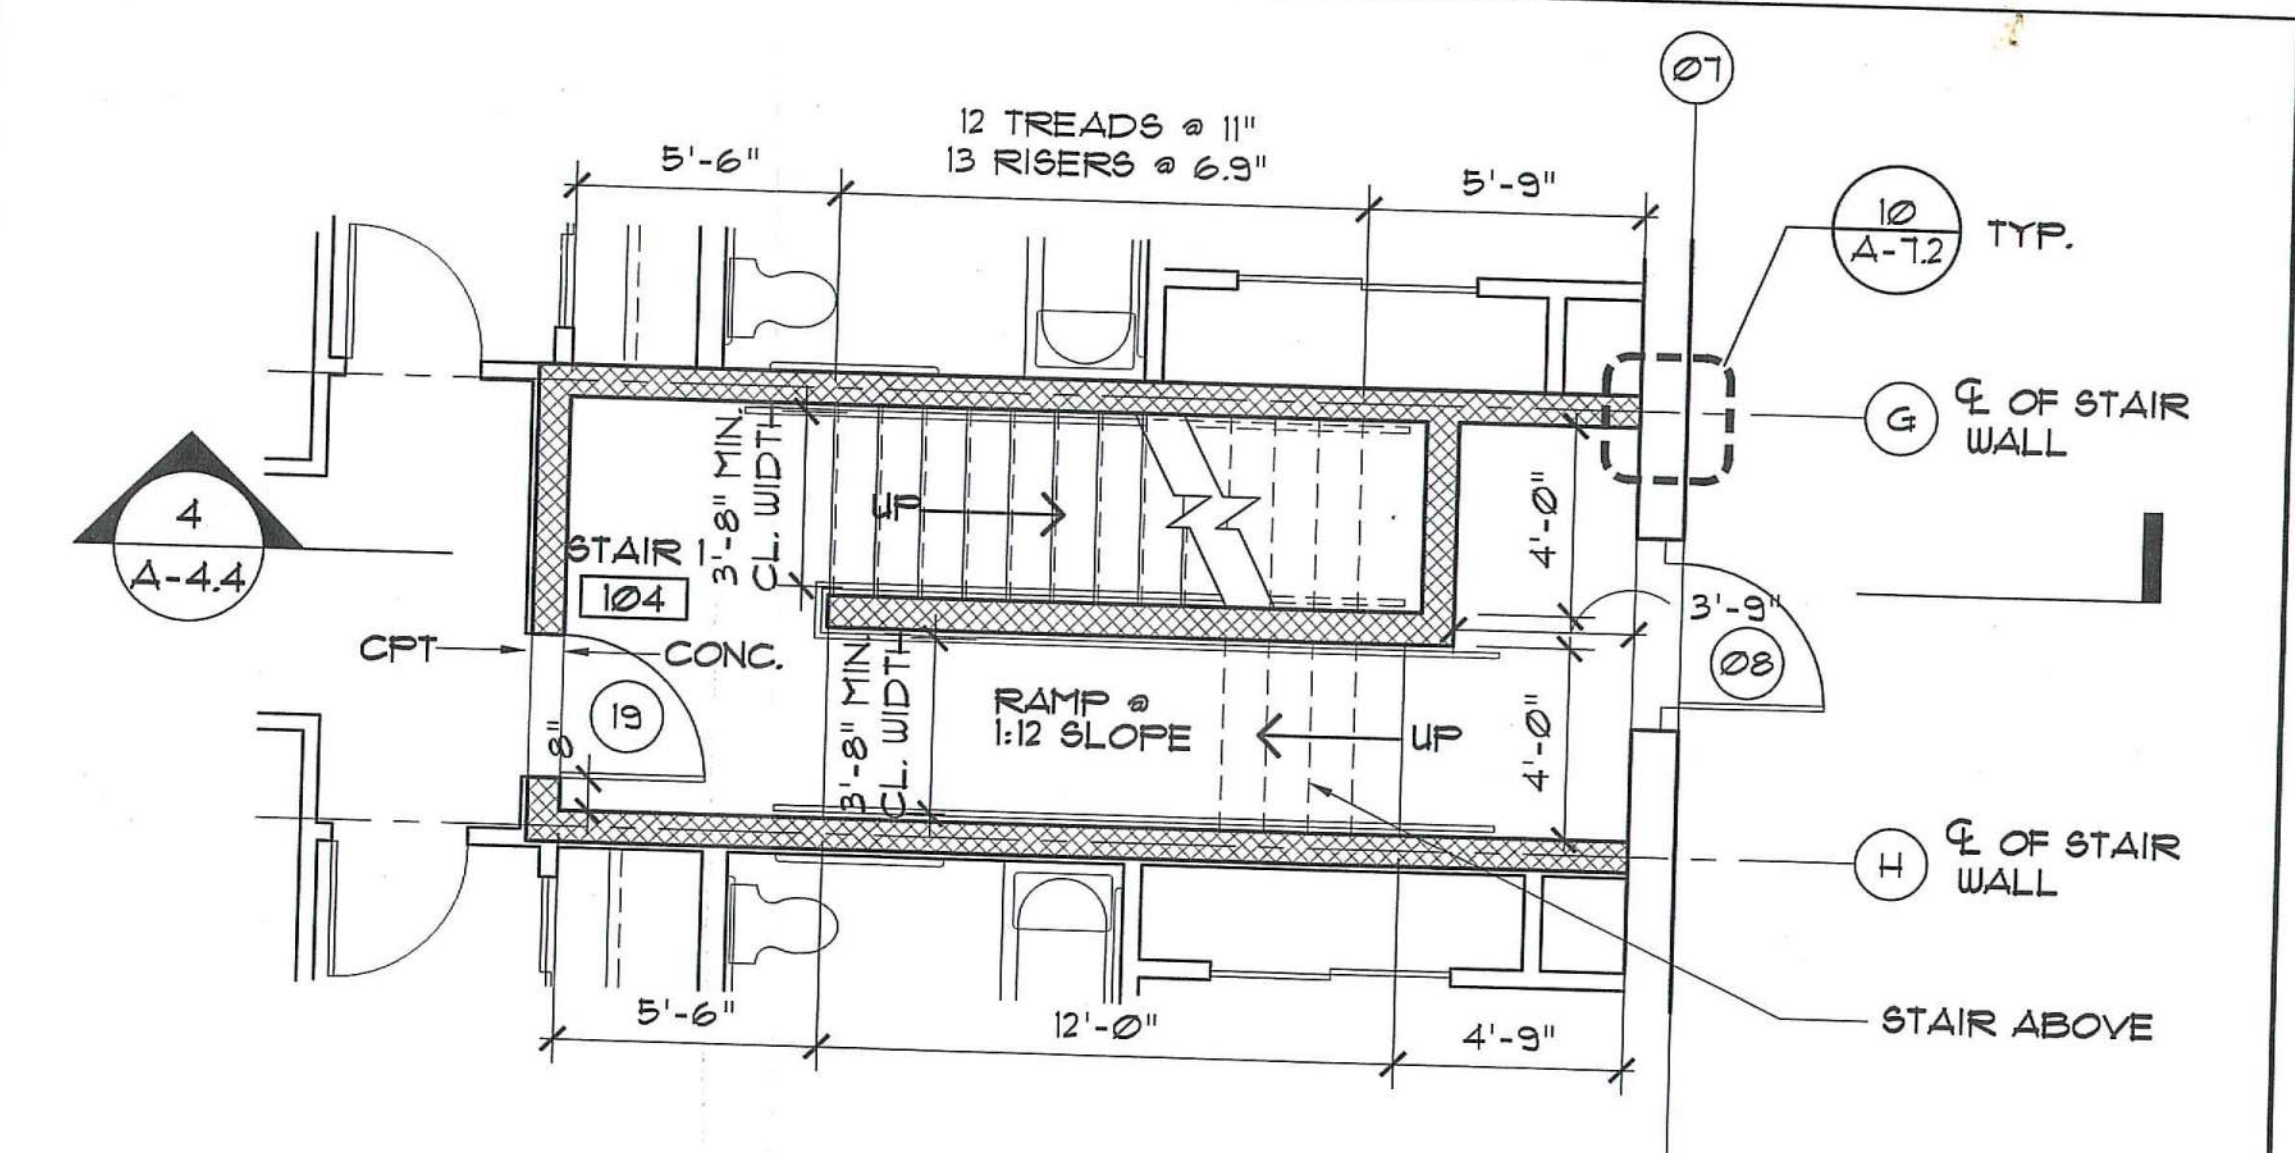 Ø7
12 TREADS @ 11"
13 RISERS @ 6.9"
5'-6"
5'-9"
10
A-7.2
TYP.
G
℄ OF STAIR
WALL
3'-8" MIN.
CL. WIDTH
UP
4'-Ø"
4
A-4.4
STAIR 1
1Ø4
3'-9"
Ø8
CPT
CONC.
19
8"
3'-8" MIN.
CL. WIDTH
RAMP @
1:12 SLOPE
UP
4'-Ø"
H
℄ OF STAIR
WALL
5'-6"
12'-Ø"
4'-9"
STAIR ABOVE